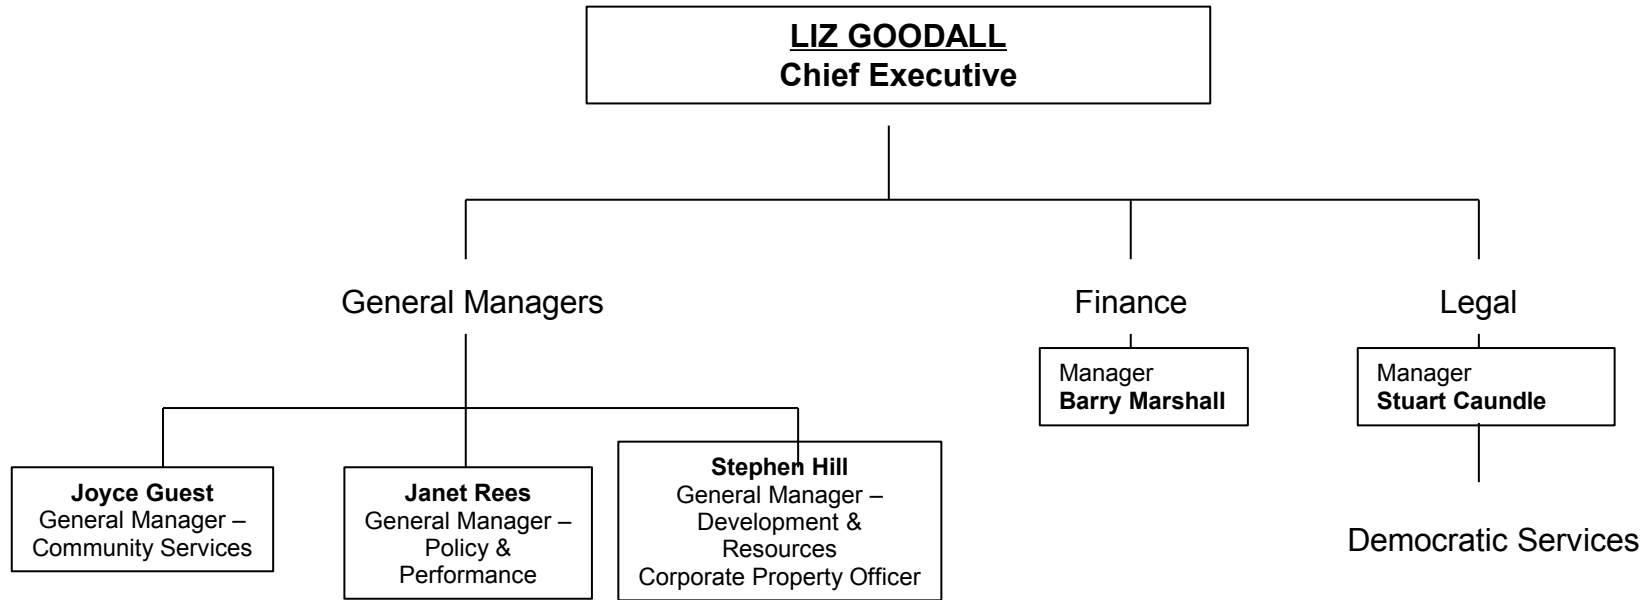 LIZ GOODALL
Chief Executive
General Managers
Finance
Legal
Manager
Barry Marshall
Manager
Stuart Caundle
Joyce Guest
General Manager –
Community Services
Janet Rees
General Manager –
Policy &
Performance
Stephen Hill
General Manager –
Development &
Resources
Corporate Property Officer
Democratic Services